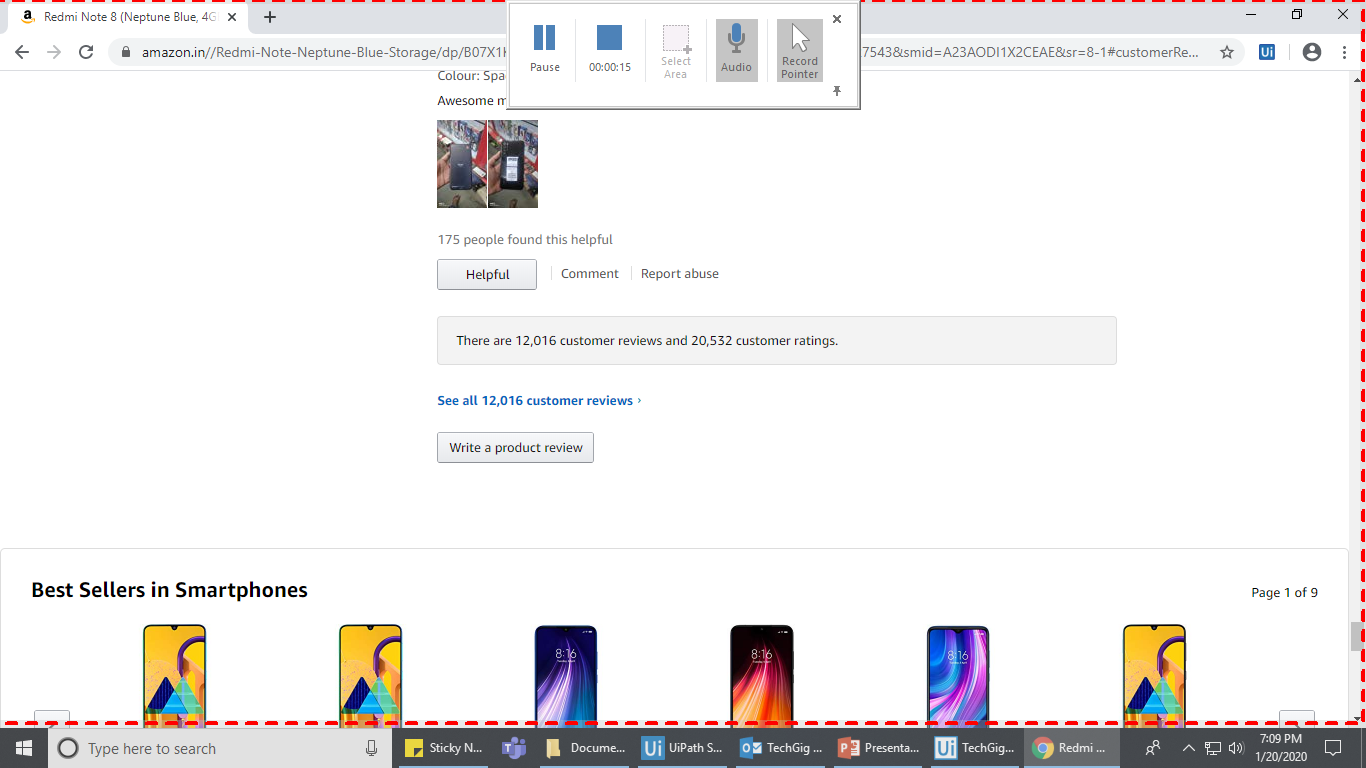 Redmi Note 8 (Neptune Blue, 4G
amazon.in//Redmi-Note-Neptune-Blue-Storage/dp/B07X1
7543&smid=A23AODI1X2CEAE&sr=8-1#customerRe...
Ui
Pause
00:00:15
Select
Area
Audio
Record
Pointer
Colour: Spa
Awesome m
175 people found this helpful
Helpful
Comment
Report abuse
There are 12,016 customer reviews and 20,532 customer ratings.
See all 12,016 customer reviews ›
Write a product review
Best Sellers in Smartphones
Page 1 of 9
8:16
8:16
8:16
Type here to search
Sticky N...
Docume...
UiPath S...
TechGig ...
Presenta...
TechGig...
Redmi ...
7:09 PM
1/20/2020